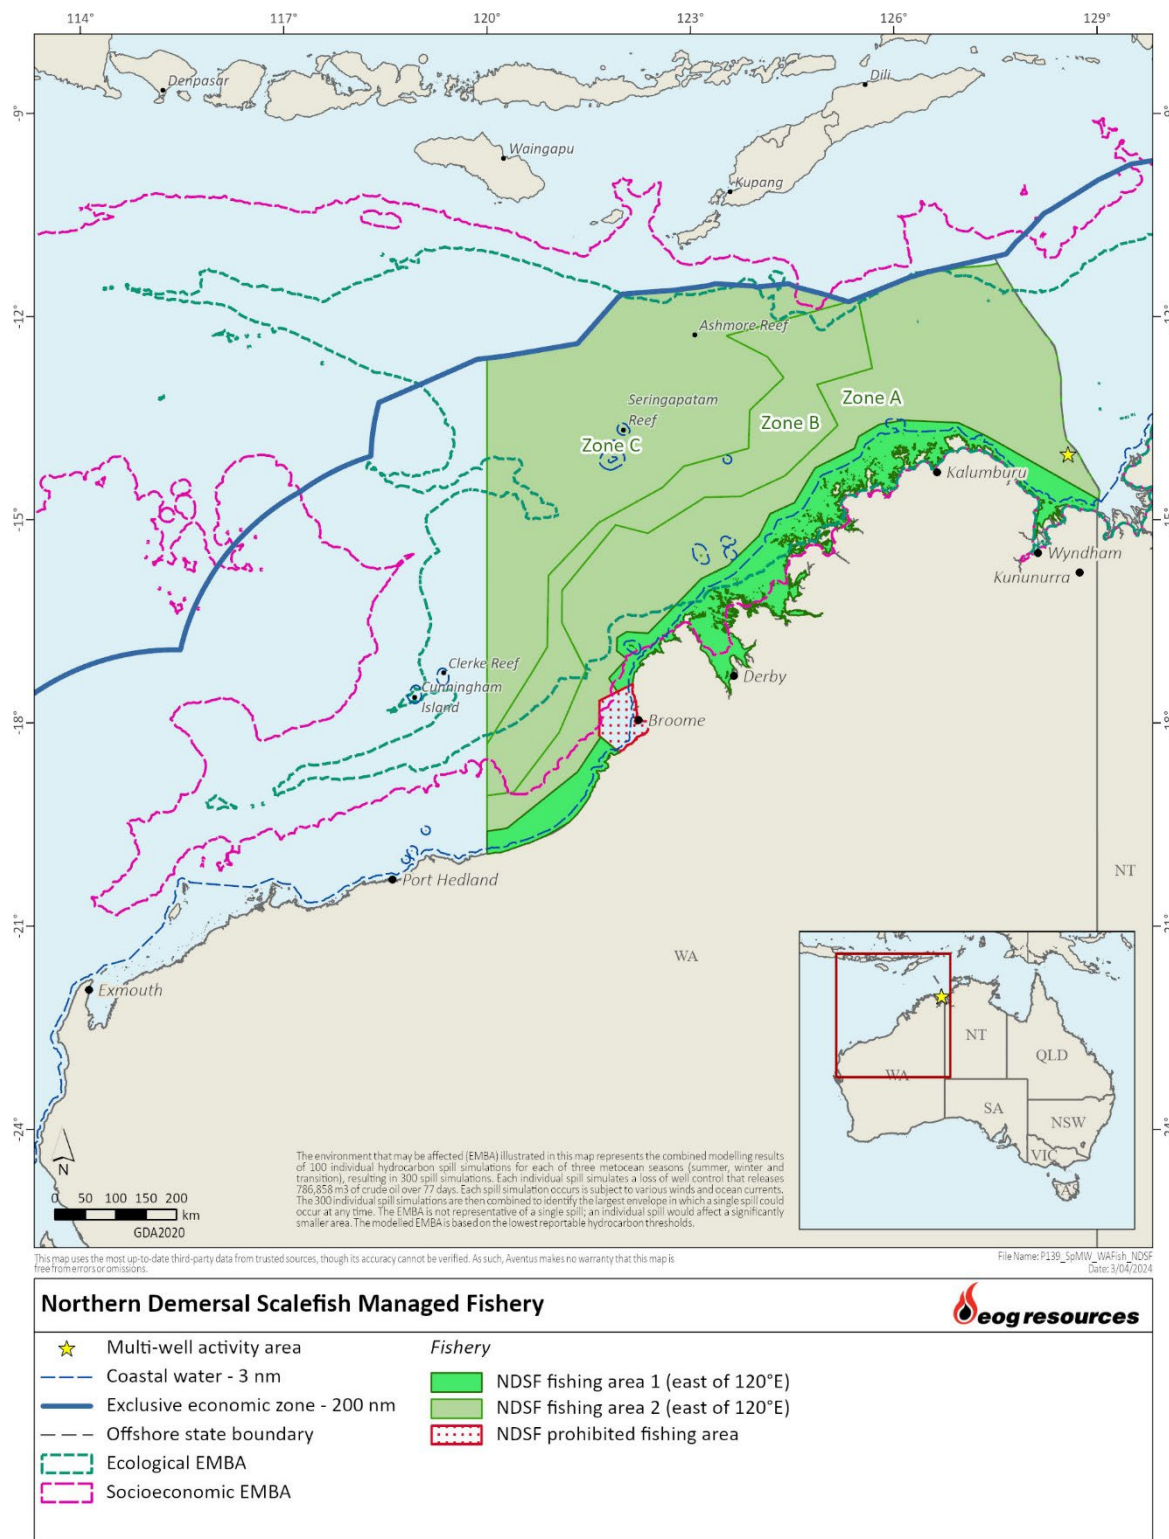 114° 117° 120° 123° 126° 129°
Denpasar
Dili
-9° -9°
Waingapu
Kupang
-12° -12°
Ashmore Reef
Seringapatam
Reef
Zone A
Zone B
Zone C
Kalumburu
-15° -15°
Wyndham
Kununurra
Clerke Reef
Cunningham
Island
Derby
-18° -18°
Broome
Port Hedland
NT
-21° -21°
WA
Exmouth
NT
QLD
WA
SA
NSW
VIC
TAS
-24° -24°
N
0 50 100 150 200
km
GDA2020
The environment that may be affected (EMBA) illustrated in this map represents the combined modelling results
of 100 individual hydrocarbon spill simulations for each of three metocean seasons (summer, winter and
transition), resulting in 300 spill simulations. Each individual spill simulates a loss of well control that releases
786,858 m3 of crude oil over 77 days. Each spill simulation occurs is subject to various winds and ocean currents.
The 300 individual spill simulations are then combined to identify the largest envelope in which a single spill could
occur at any time. The EMBA is not representative of a single spill; an individual spill would affect a significantly
smaller area. The modelled EMBA is based on the lowest reportable hydrocarbon thresholds.
This map uses the most up-to-date third-party data from trusted sources, though its accuracy cannot be verified. As such, Aventus makes no warranty that this map is
free from errors or omissions.
File Name: P139_SpMW_WAFish_NDSF
Date: 3/04/2024
Northern Demersal Scalefish Managed Fishery
eog resources
Multi-well activity area
Coastal water - 3 nm
Exclusive economic zone - 200 nm
Offshore state boundary
Ecological EMBA
Socioeconomic EMBA
Fishery
NDSF fishing area 1 (east of 120°E)
NDSF fishing area 2 (east of 120°E)
NDSF prohibited fishing area